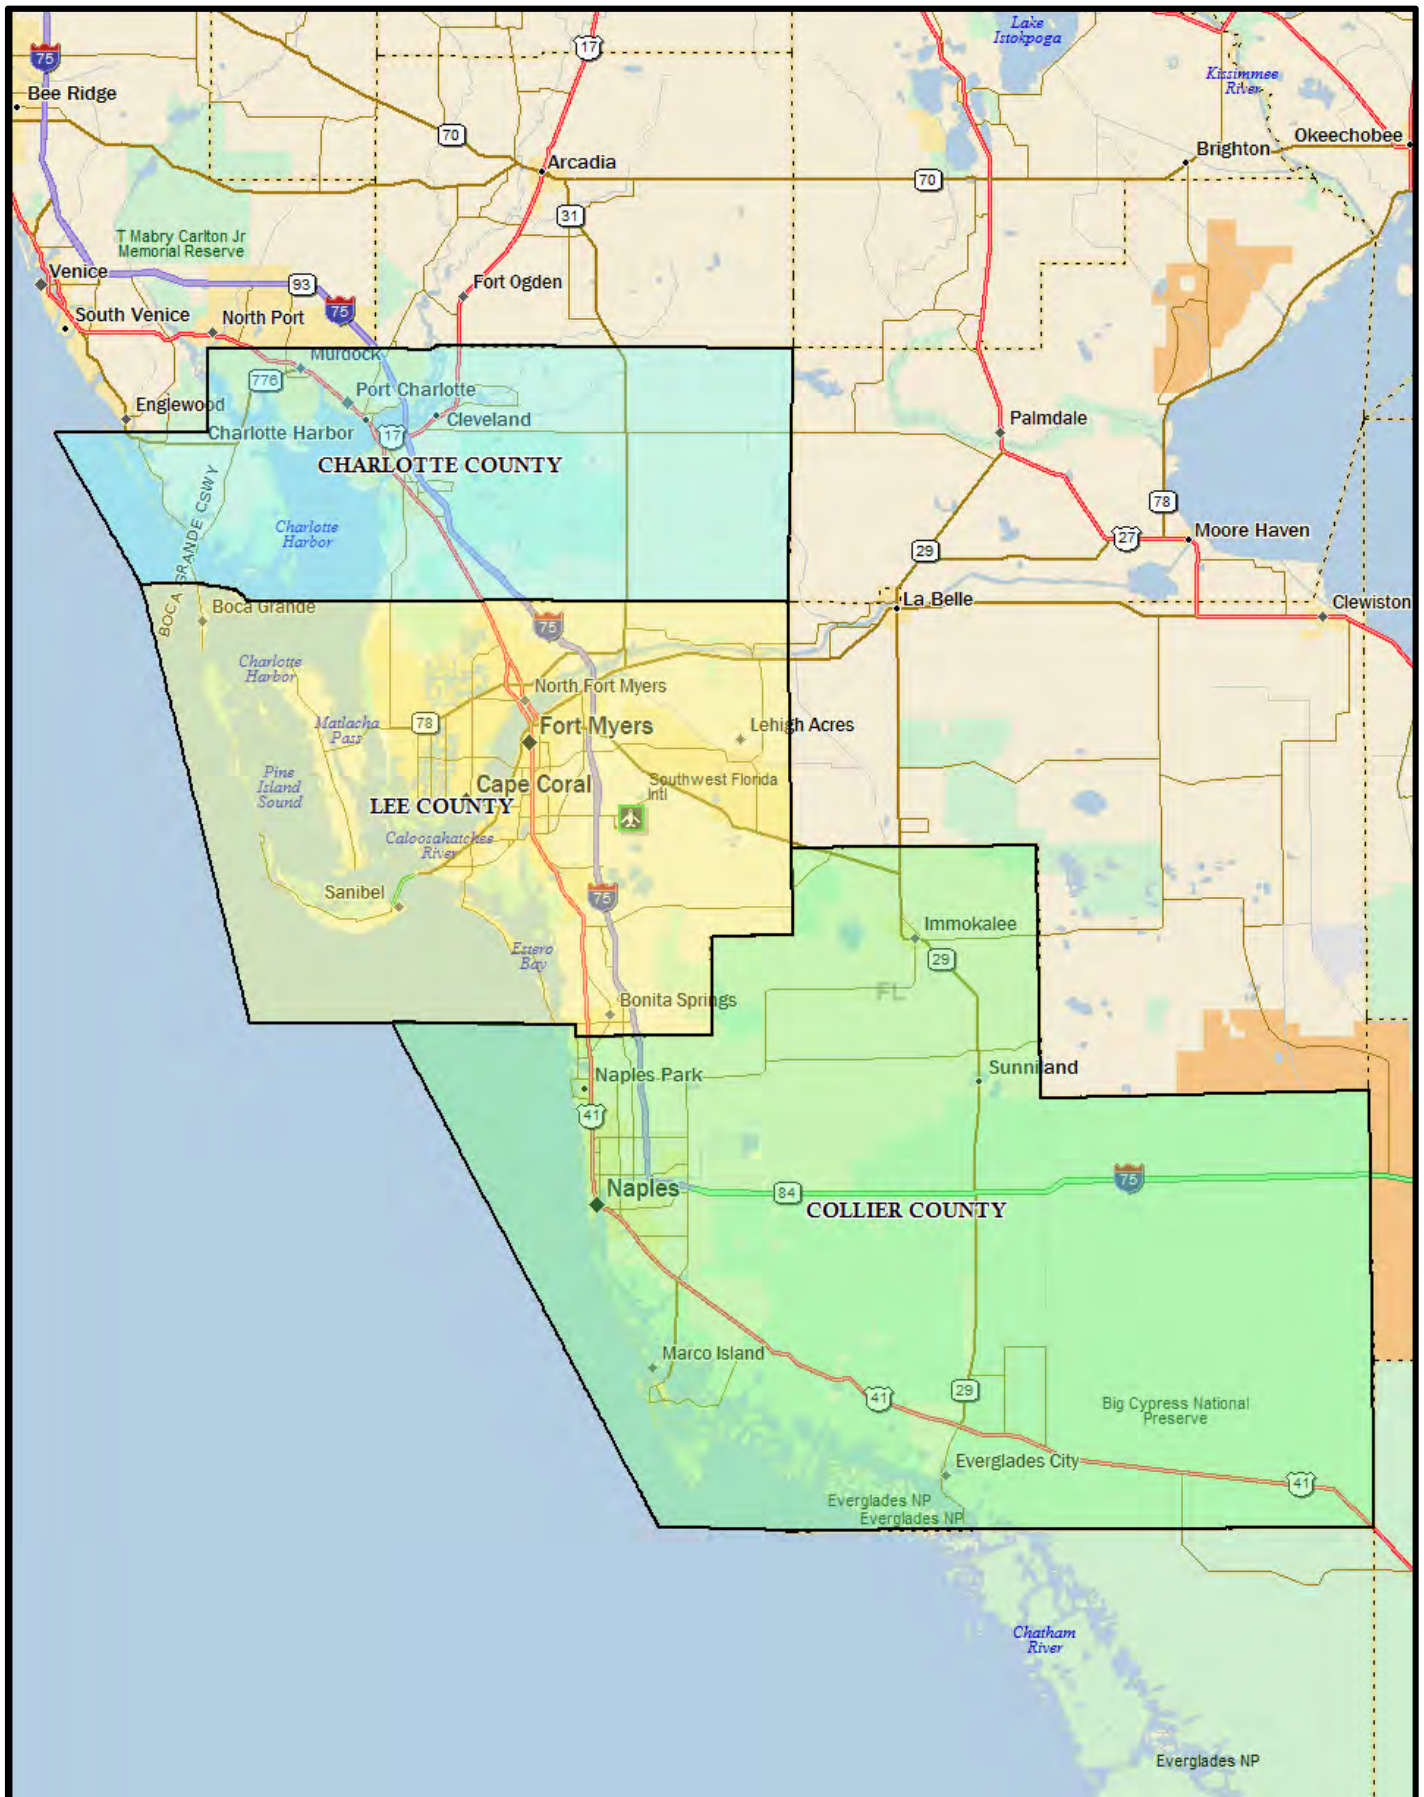 Lake
Istokpoga
17
75
Kissimmee
River
Bee Ridge
70
Okeechobee
Brighton
Arcadia
70
31
T Mabry Carlton Jr
Memorial Reserve
Venice
93
Fort Ogden
75
South Venice
North Port
Murdock
776
Port Charlotte
Englewood
Cleveland
Palmdale
Charlotte Harbor
17
CHARLOTTE COUNTY
BOCA GRANDE CSWY
78
Charlotte
Harbor
27
Moore Haven
29
La Belle
Clewiston
Boca Grande
75
Charlotte
Harbor
North Fort Myers
Matlacha
Pass
78
Fort Myers
Lehigh Acres
Pine
Island
Sound
Cape Coral
Southwest Florida
Intl
LEE COUNTY
Caloosahatchee
River
Sanibel
75
Immokalee
Estero
Bay
29
FL
Bonita Springs
Sunniland
Naples Park
41
75
Naples
84
COLLIER COUNTY
Marco Island
29
41
Big Cypress National
Preserve
Everglades City
41
Everglades NP
Everglades NP
Chatham
River
Everglades NP